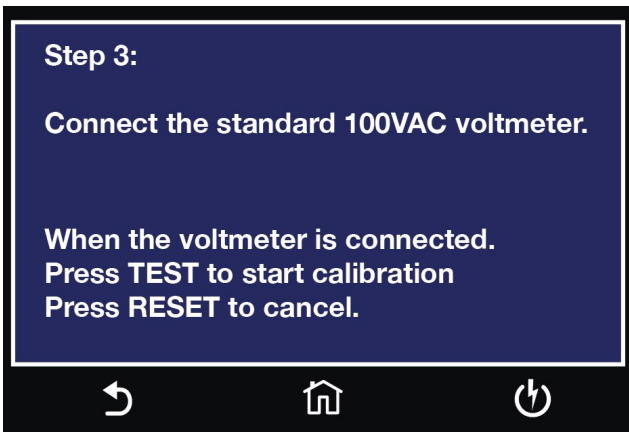 Step 3:
Connect the standard 100VAC voltmeter.
When the voltmeter is connected.
Press TEST to start calibration
Press RESET to cancel.